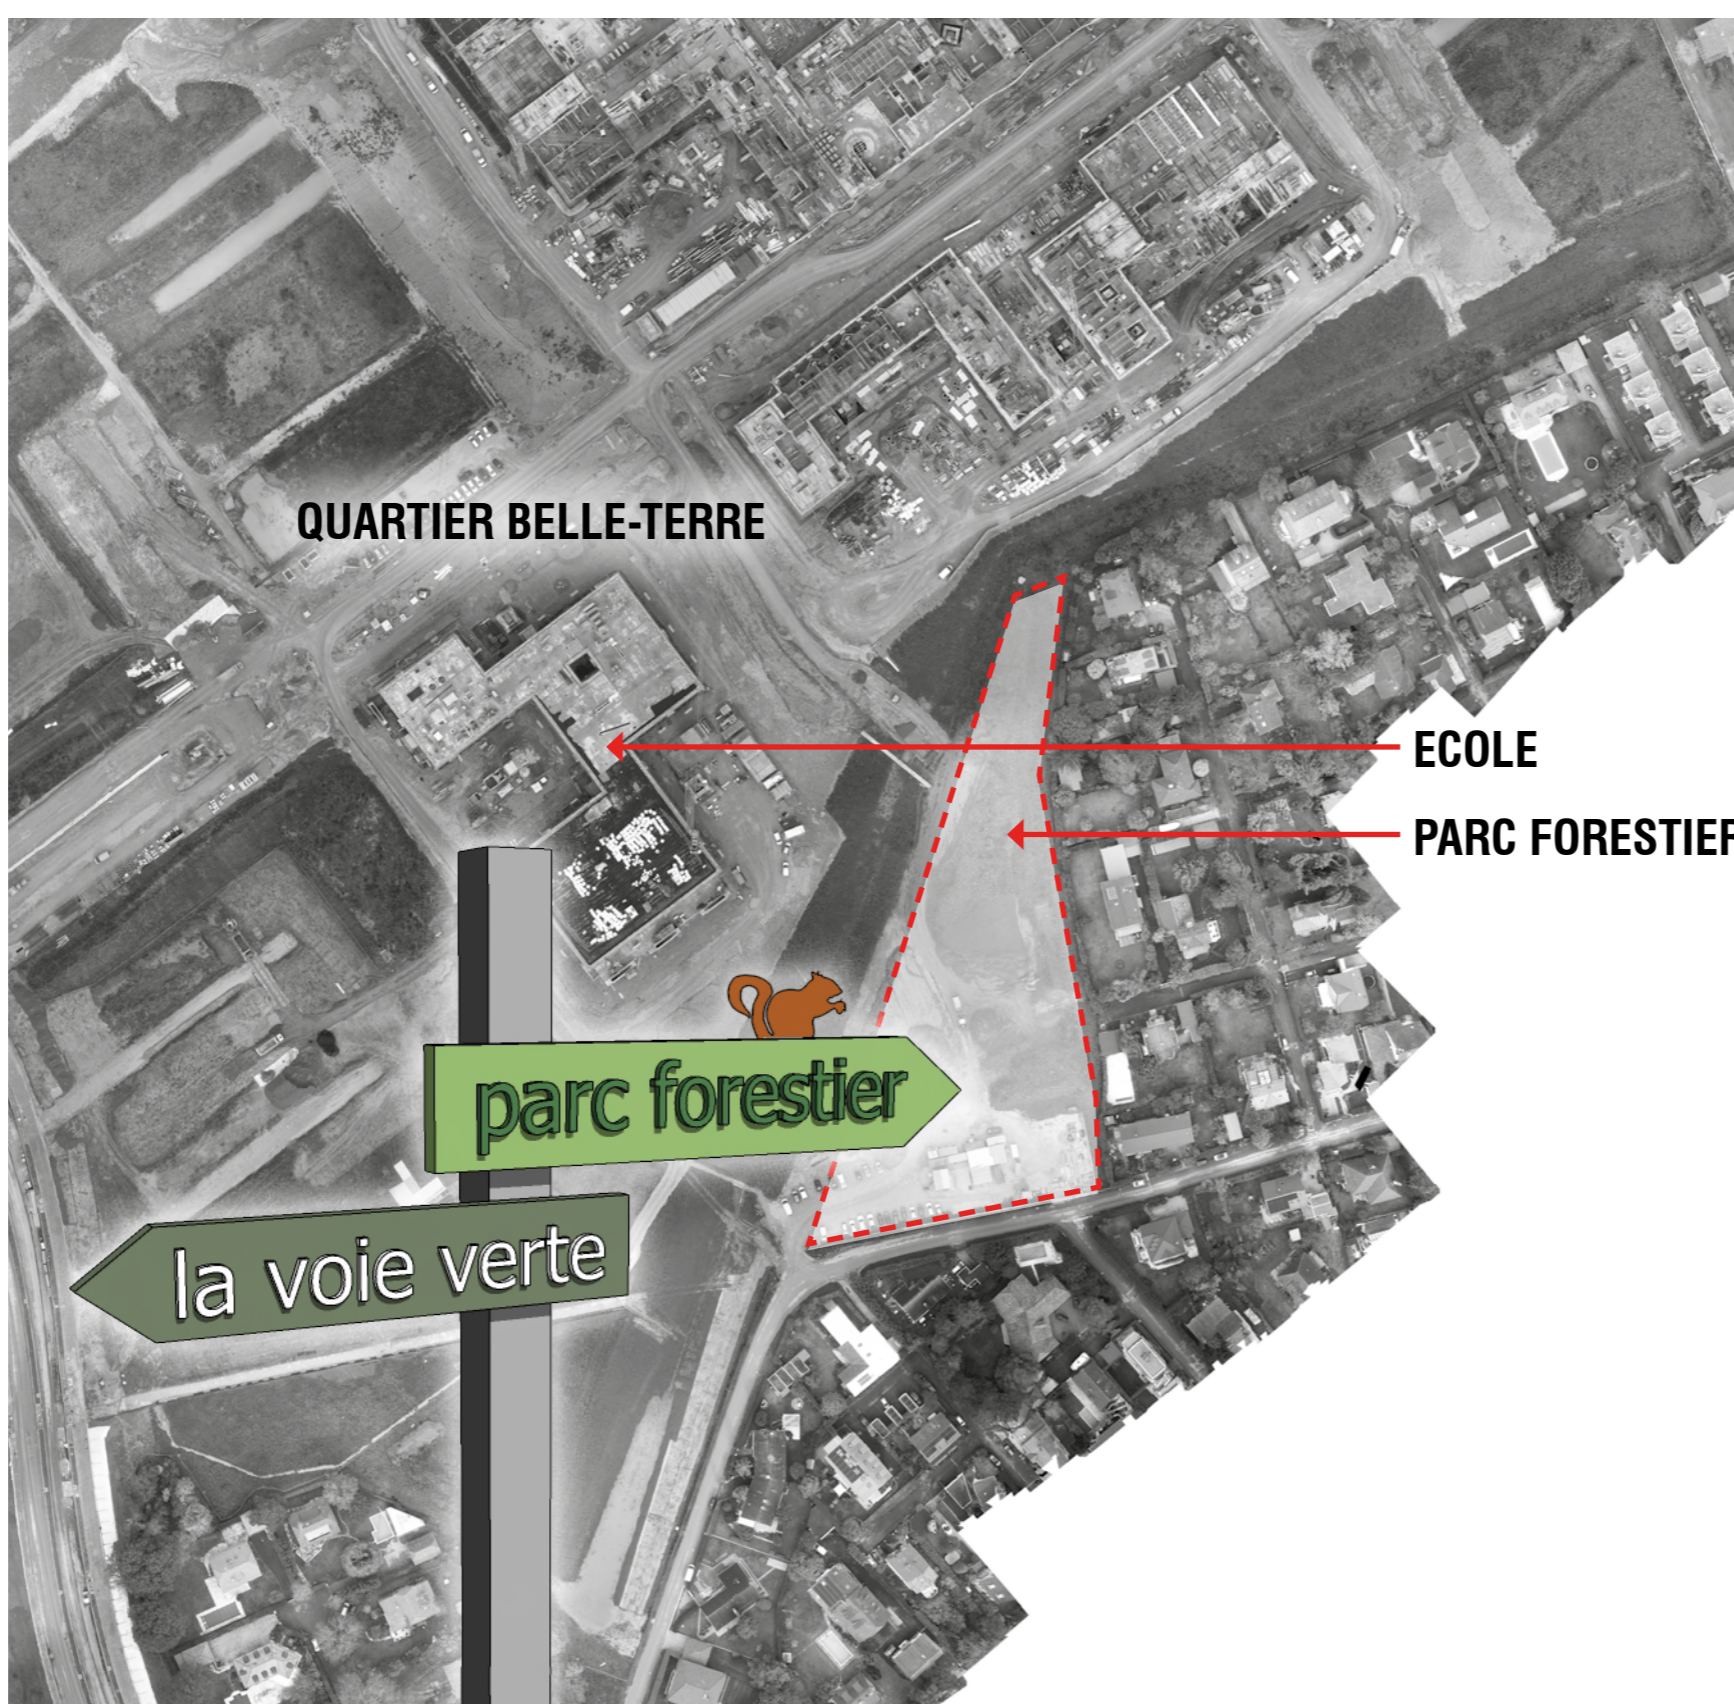 QUARTIER BELLE-TERRE
ECOLE
PARC FORESTIER
parc forestier
la voie verte